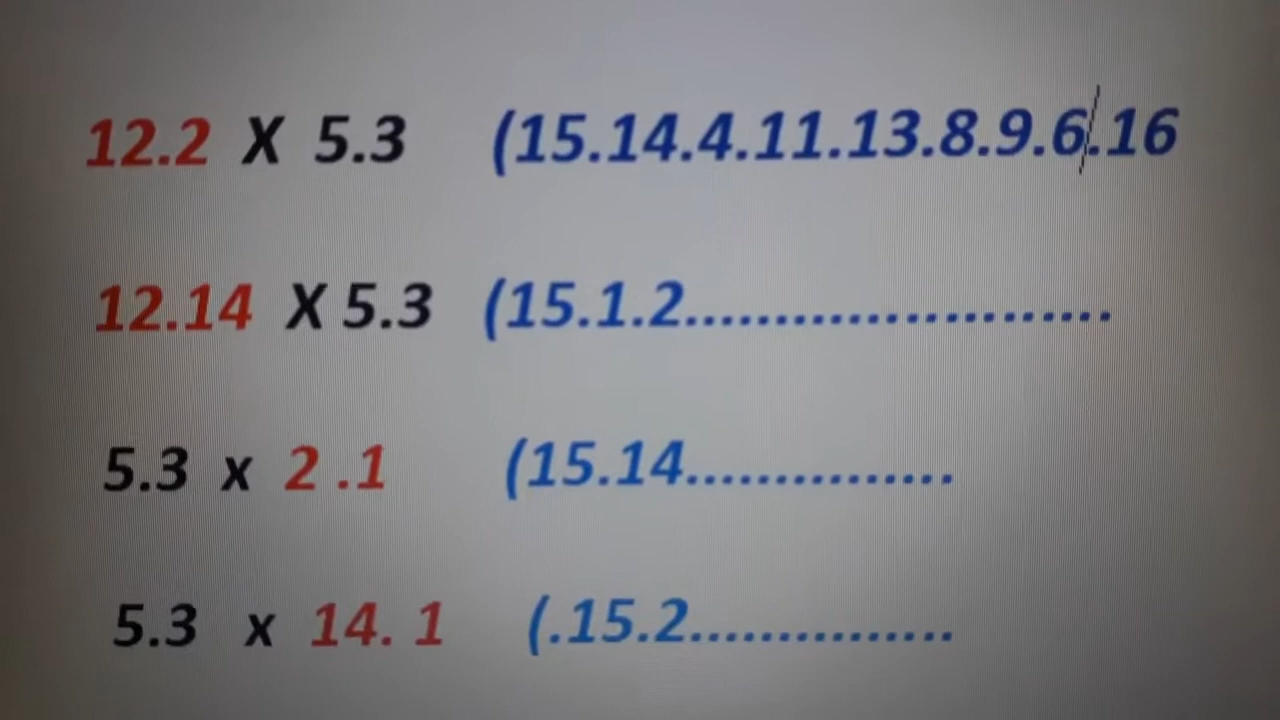 12.2 X 5.3 (15.14.4.11.13.8.9.6.16
12.14 X 5.3 (15.1.2........................
5.3 x 2 .1 (15.14...............
5.3 x 14. 1 (.15.2...............